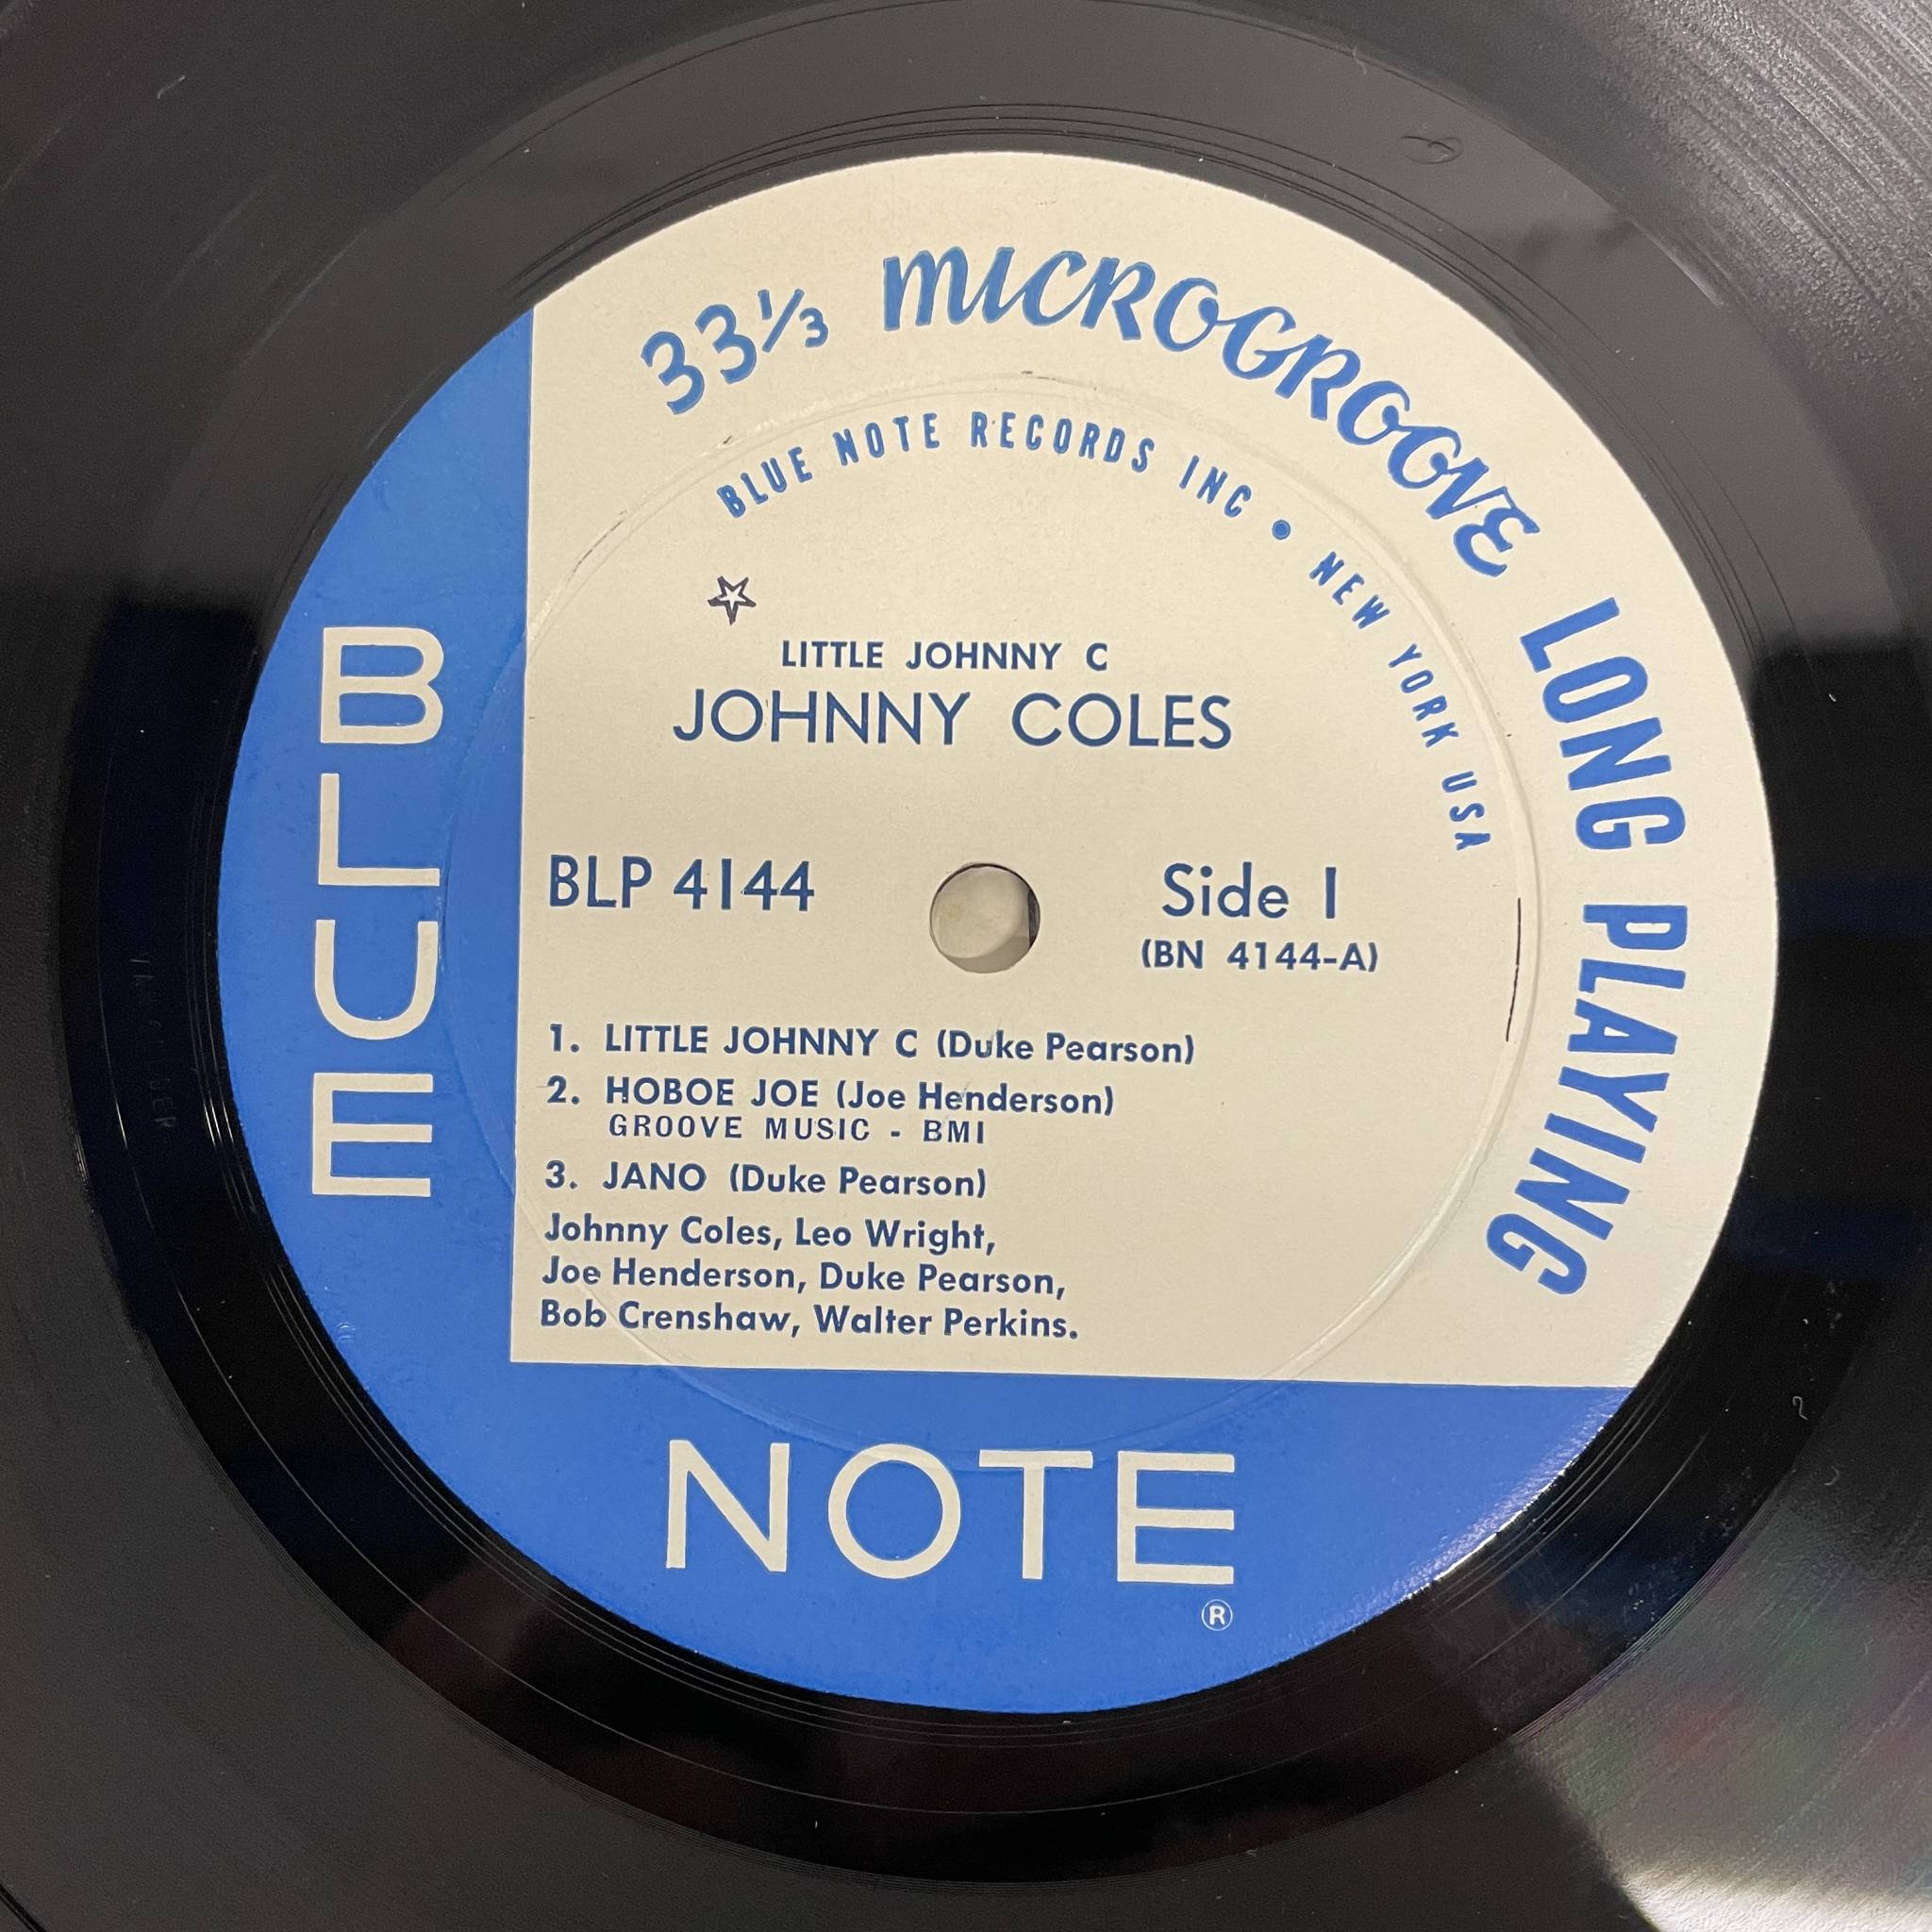 33⅓ MICROGROOVE LONG PLAYING
BLUE NOTE RECORDS INC • NEW YORK USA
LITTLE JOHNNY C
JOHNNY COLES
BLP 4144
Side 1
(BN 4144-A)
1. LITTLE JOHNNY C (Duke Pearson)
2. HOBOE JOE (Joe Henderson)
GROOVE MUSIC - BMI
3. JANO (Duke Pearson)
Johnny Coles, Leo Wright,
Joe Henderson, Duke Pearson,
Bob Crenshaw, Walter Perkins.
BLUE
NOTE
®